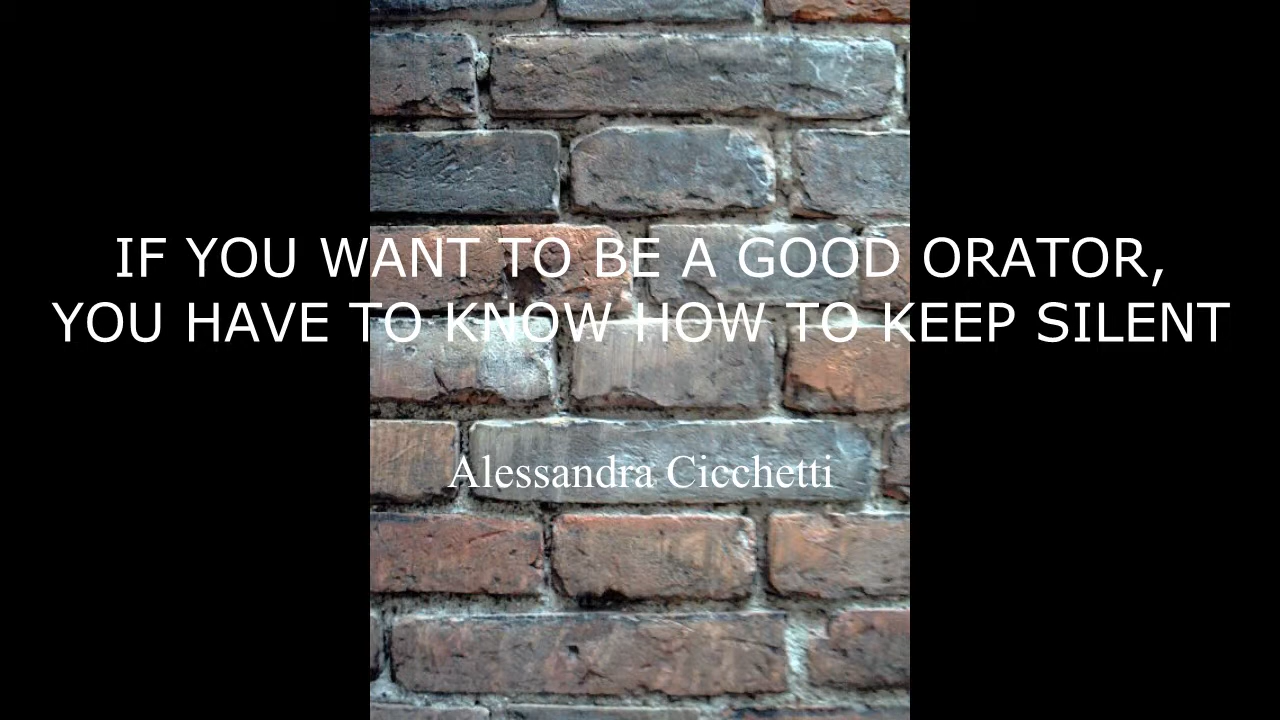 IF YOU WANT TO BE A GOOD ORATOR,
YOU HAVE TO KNOW HOW TO KEEP SILENT
Alessandra Cicchetti